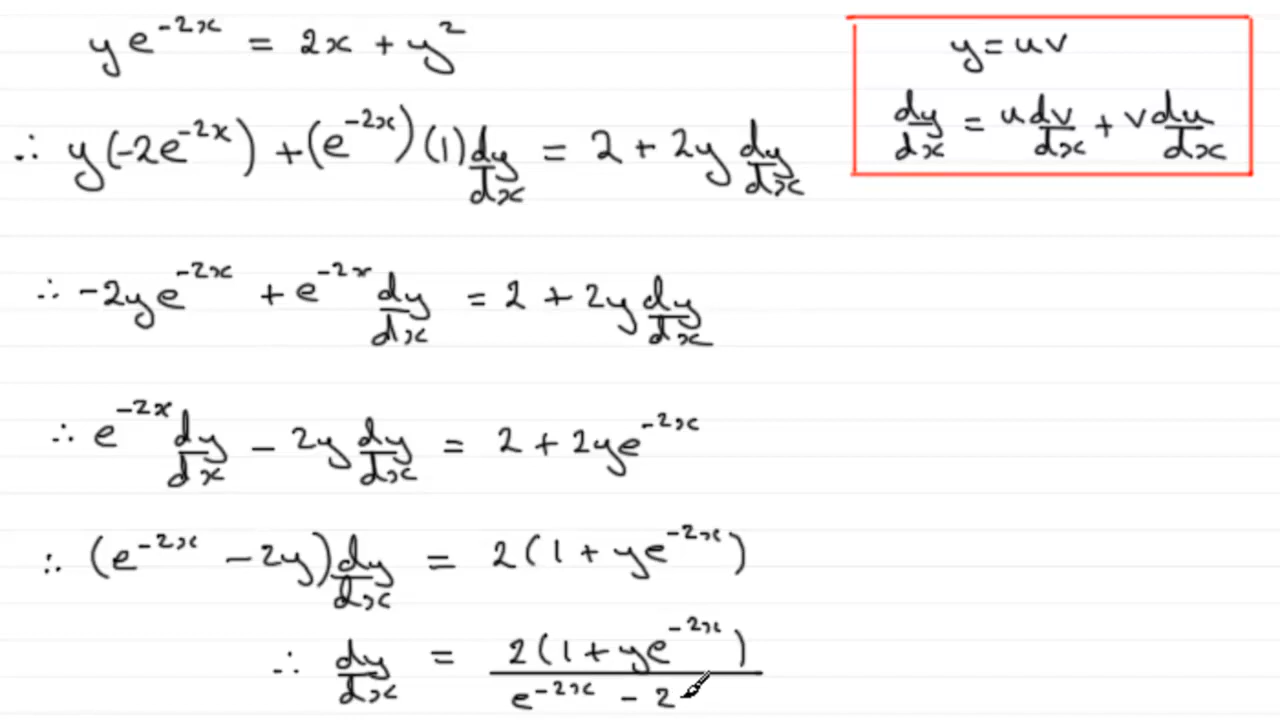 ye^{-2x} = 2x + y^2
∴ y(-2e^{-2x}) + (e^{-2x})(1)dy/dx = 2 + 2y dy/dx
∴ -2ye^{-2x} + e^{-2x} dy/dx = 2 + 2y dy/dx
∴ e^{-2x} dy/dx - 2y dy/dx = 2 + 2ye^{-2x}
∴ (e^{-2x} - 2y) dy/dx = 2(1 + ye^{-2x})
∴ dy/dx = 2(1 + ye^{-2x}) / e^{-2x} - 2
y = uv
dy/dx = u dv/dx + v du/dx